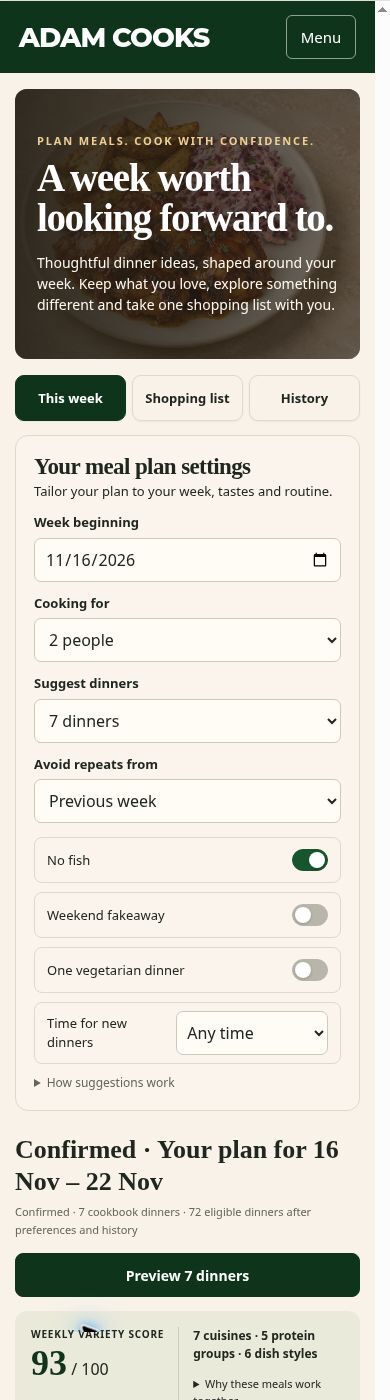 ADAM COOKS
Menu
PLAN MEALS. COOK WITH CONFIDENCE.
A week worth
looking forward to.
Thoughtful dinner ideas, shaped around your
week. Keep what you love, explore something
different and take one shopping list with you.
This week
Shopping list
History
Your meal plan settings
Tailor your plan to your week, tastes and routine.
Week beginning
11/16/2026
Cooking for
2 people
Suggest dinners
7 dinners
Avoid repeats from
Previous week
No fish
Weekend fakeaway
One vegetarian dinner
Time for new
dinners
Any time
How suggestions work
Confirmed · Your plan for 16
Nov – 22 Nov
Confirmed · 7 cookbook dinners · 72 eligible dinners after
preferences and history
Preview 7 dinners
WEEKLY VARIETY SCORE
93 / 100
7 cuisines · 5 protein
groups · 6 dish styles
Why these meals work
together